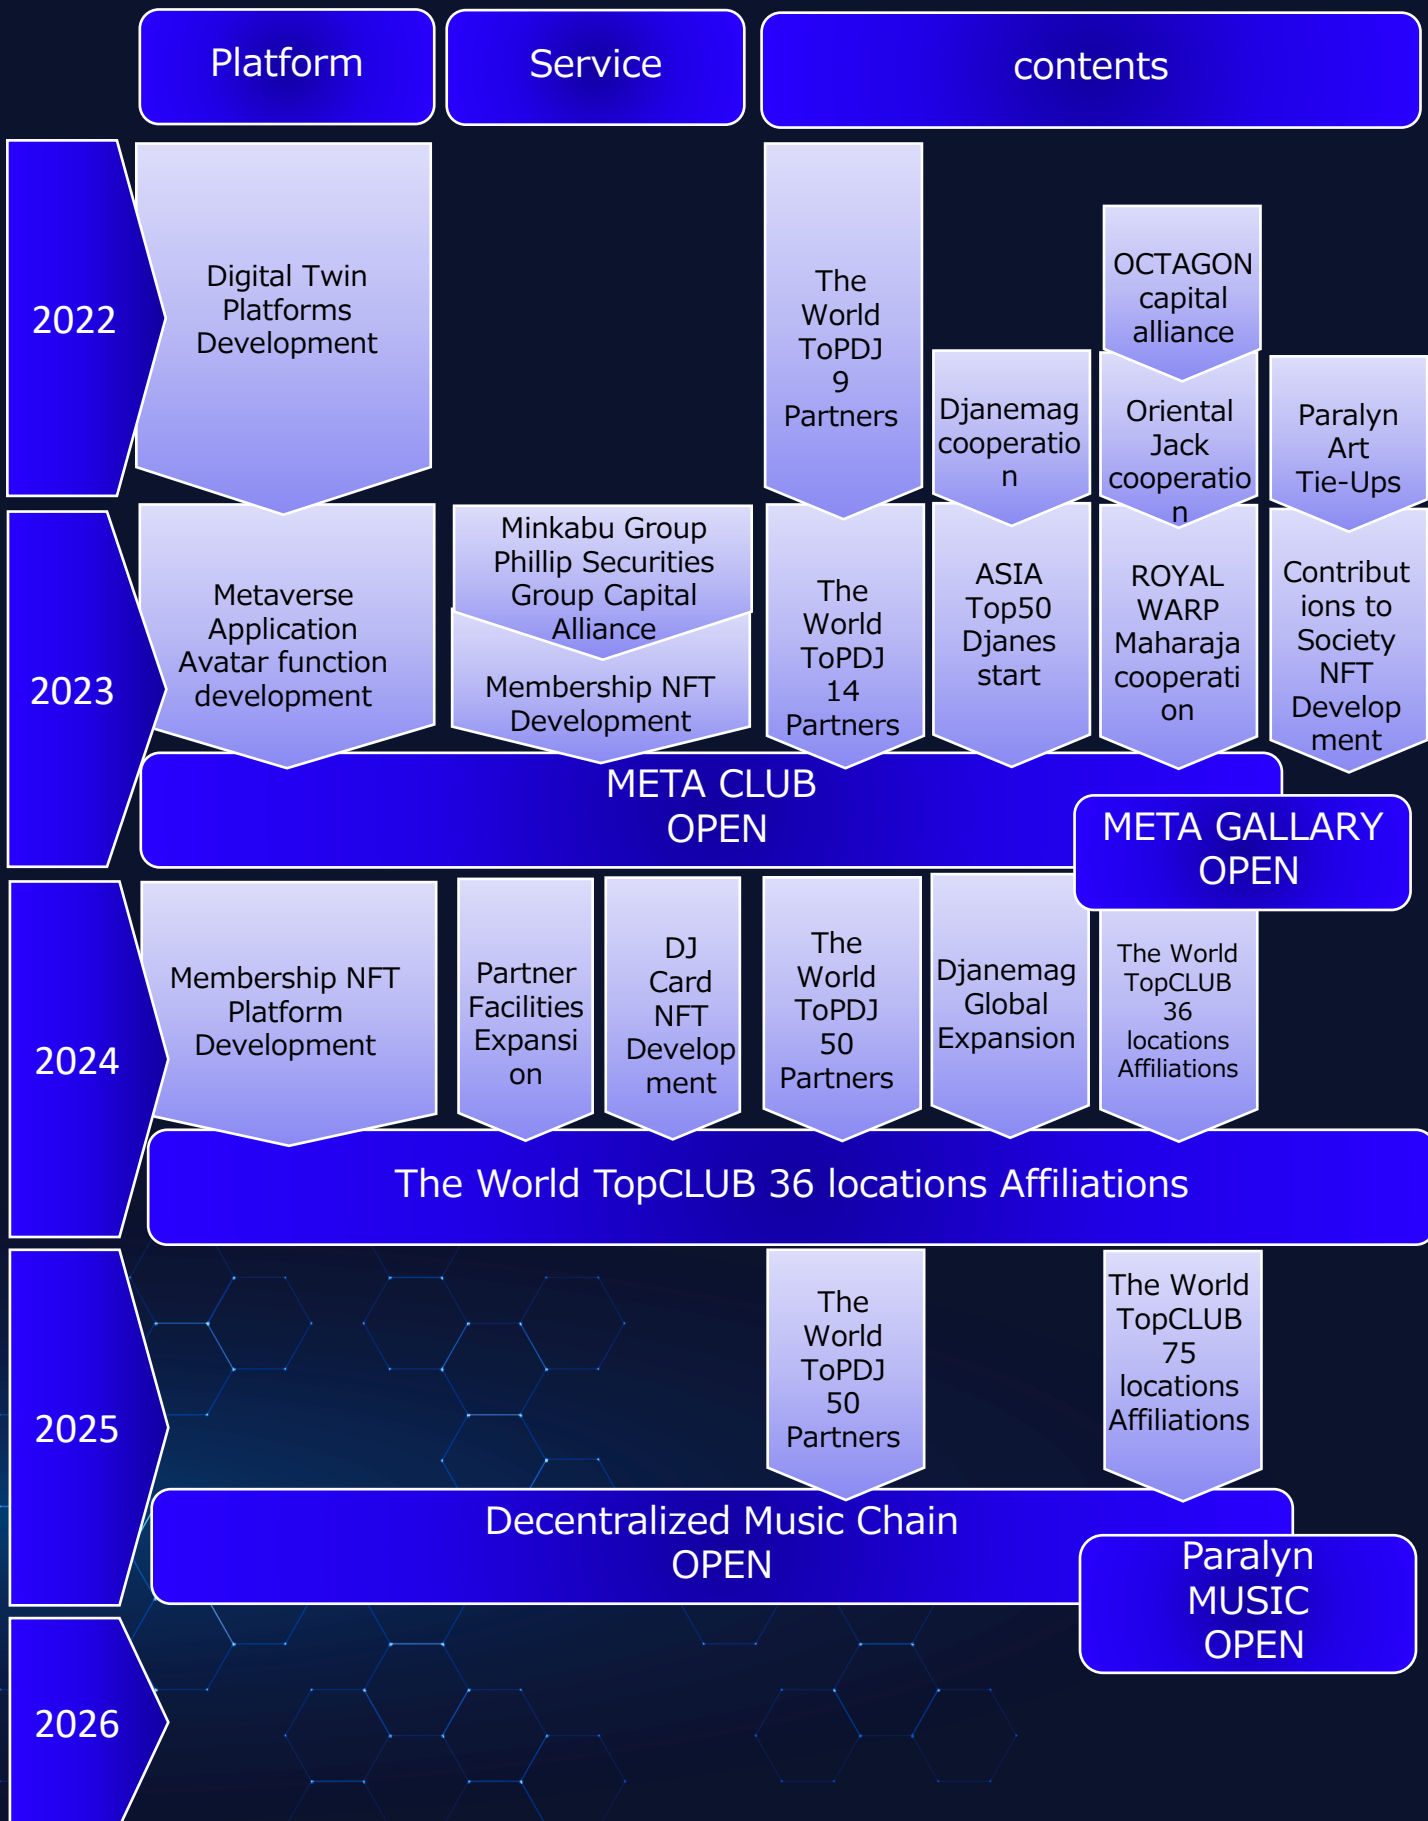 Platform
Service
contents
2022
Digital Twin
Platforms
Development
The
World
ToPDJ
9
Partners
Djanemag
cooperatio
n
OCTAGON
capital
alliance
Oriental
Jack
cooperatio
n
Paralyn
Art
Tie-Ups
2023
Metaverse
Application
Avatar function
development
Minkabu Group
Phillip Securities
Group Capital
Alliance
Membership NFT
Development
The
World
ToPDJ
14
Partners
ASIA
Top50
Djanes
start
ROYAL
WARP
Maharaja
cooperati
on
Contribut
ions to
Society
NFT
Develop
ment
META CLUB
OPEN
META GALLARY
OPEN
2024
Membership NFT
Platform
Development
Partner
Facilities
Expansi
on
DJ
Card
NFT
Develop
ment
The
World
ToPDJ
50
Partners
Djanemag
Global
Expansion
The World
TopCLUB
36
locations
Affiliations
The World TopCLUB 36 locations Affiliations
2025
The
World
ToPDJ
50
Partners
The World
TopCLUB
75
locations
Affiliations
Decentralized Music Chain
OPEN
Paralyn
MUSIC
OPEN
2026